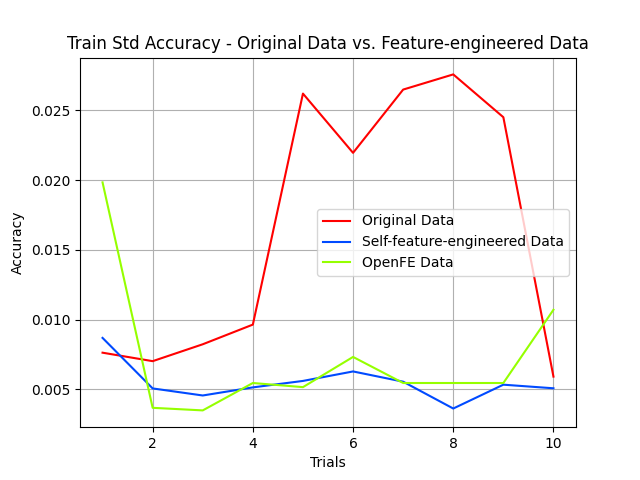 Train Std Accuracy - Original Data vs. Feature-engineered Data
Accuracy
0.025
0.020
0.015
0.010
0.005
Original Data
Self-feature-engineered Data
OpenFE Data
2
4
6
8
10
Trials